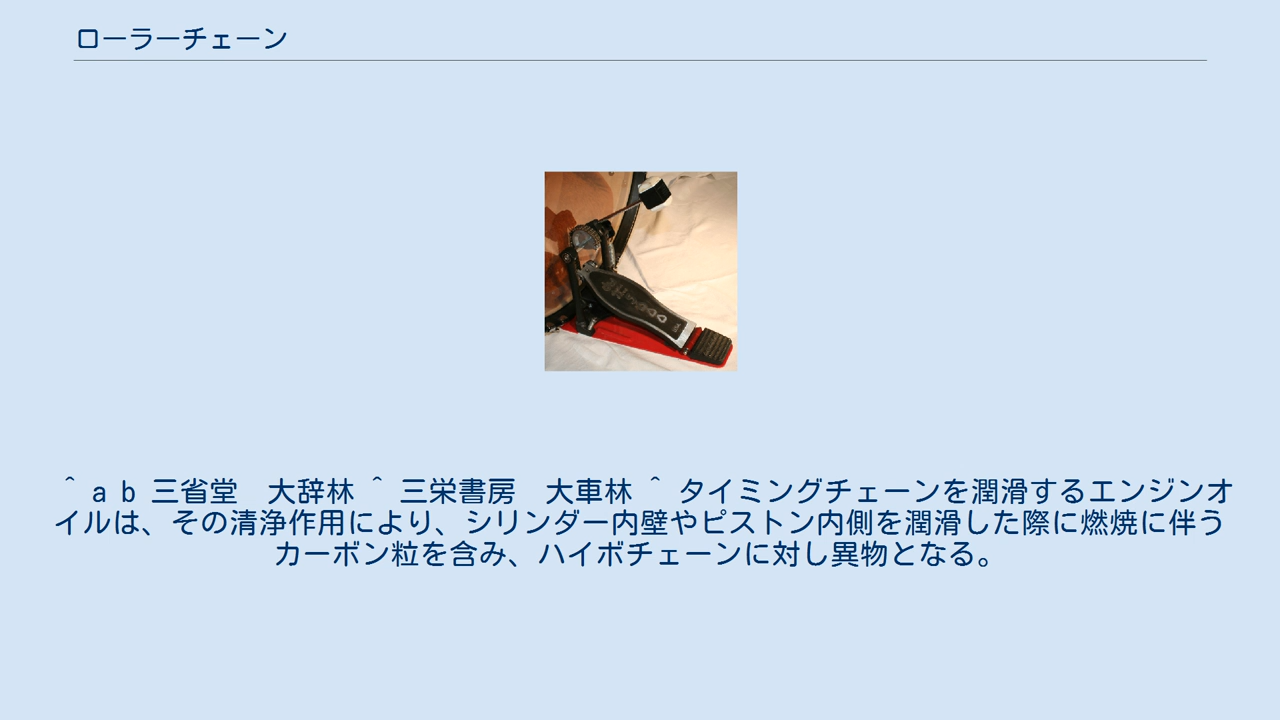 ローラーチェーン
^ a b 三省堂　大辞林 ^ 三栄書房　大車林 ^ タイミングチェーンを潤滑するエンジンオ
イルは、その清浄作用により、シリンダー内壁やピストン内側を潤滑した際に燃焼に伴う
カーボン粒を含み、ハイボチェーンに対し異物となる。